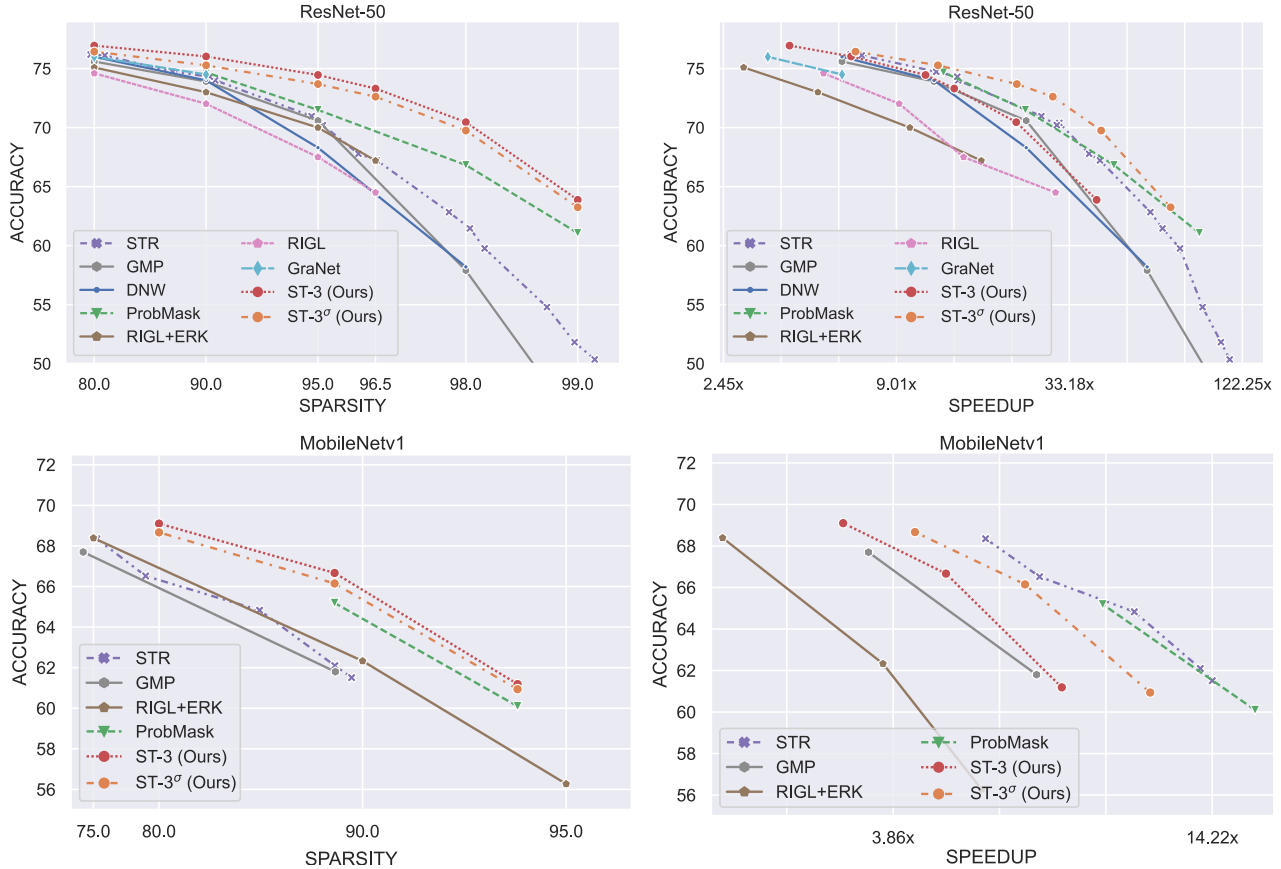 ResNet-50
ACCURACY
75
70
65
60
55
50
STR
GMP
DNW
ProbMask
RIGL+ERK
RIGL
GraNet
ST-3 (Ours)
ST-3σ (Ours)
80.0 90.0 95.0 96.5 98.0 99.0
SPARSITY
ResNet-50
ACCURACY
75
70
65
60
55
50
STR
GMP
DNW
ProbMask
RIGL+ERK
RIGL
GraNet
ST-3 (Ours)
ST-3σ (Ours)
2.45x 9.01x 33.18x 122.25x
SPEEDUP
MobileNetv1
ACCURACY
72
70
68
66
64
62
60
58
56
STR
GMP
RIGL+ERK
ProbMask
ST-3 (Ours)
ST-3σ (Ours)
75.0 80.0 90.0 95.0
SPARSITY
MobileNetv1
ACCURACY
72
70
68
66
64
62
60
58
56
STR
GMP
RIGL+ERK
ProbMask
ST-3 (Ours)
ST-3σ (Ours)
3.86x 14.22x
SPEEDUP